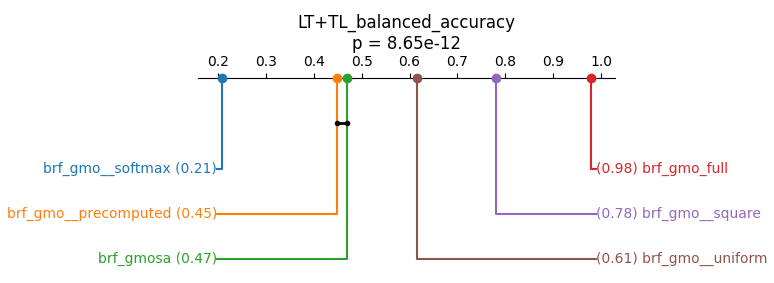 LT+TL_balanced_accuracy
p = 8.65e-12
0.2 0.3 0.4 0.5 0.6 0.7 0.8 0.9 1.0
brf_gmo__softmax (0.21)
(0.98) brf_gmo_full
brf_gmo__precomputed (0.45)
(0.78) brf_gmo__square
brf_gmosa (0.47)
(0.61) brf_gmo__uniform